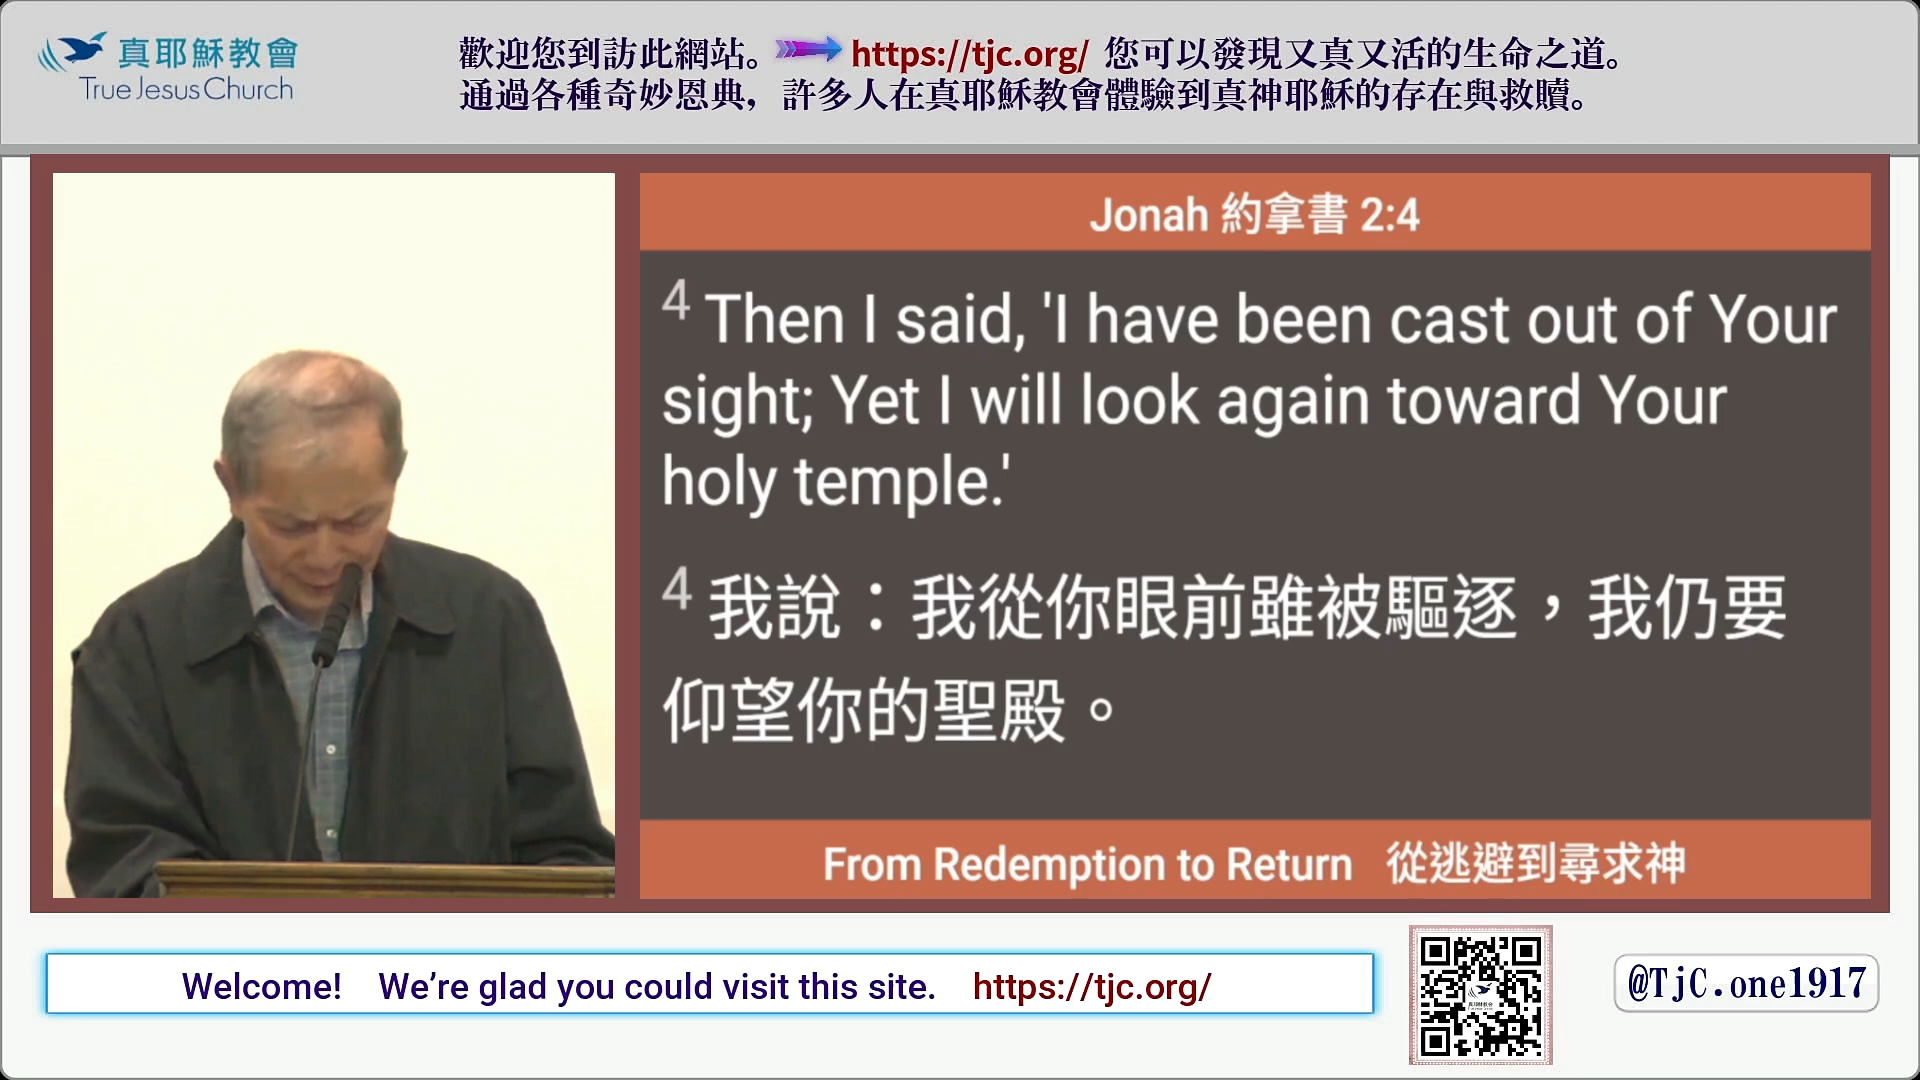 真耶穌教會
True Jesus Church
歡迎您到訪此網站。 https://tjc.org/ 您可以發現又真又活的生命之道。
通過各種奇妙恩典，許多人在真耶穌教會體驗到真神耶穌的存在與救贖。
Jonah 約拿書 2:4
4 Then I said, 'I have been cast out of Your
sight; Yet I will look again toward Your
holy temple.'
4 我說：我從你眼前雖被驅逐，我仍要
仰望你的聖殿。
From Redemption to Return 從逃避到尋求神
Welcome! We’re glad you could visit this site. https://tjc.org/
@TjC.one1917